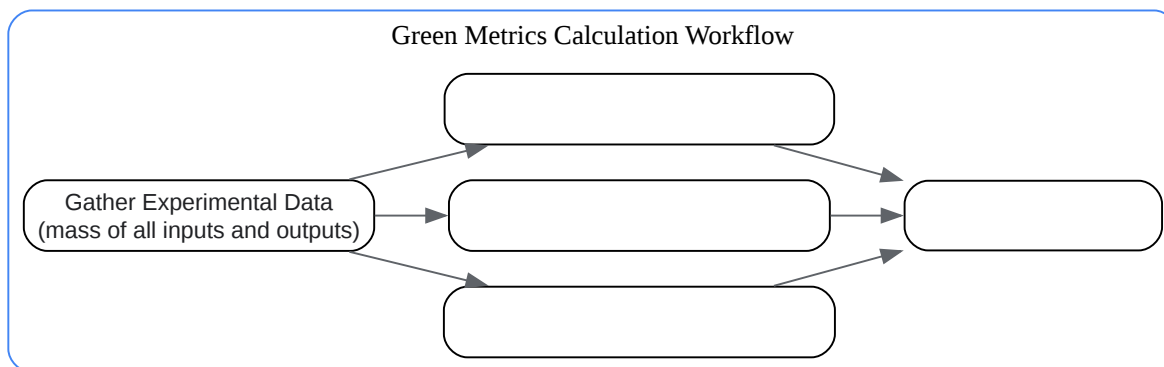 Green Metrics Calculation Workflow
Gather Experimental Data
(mass of all inputs and outputs)